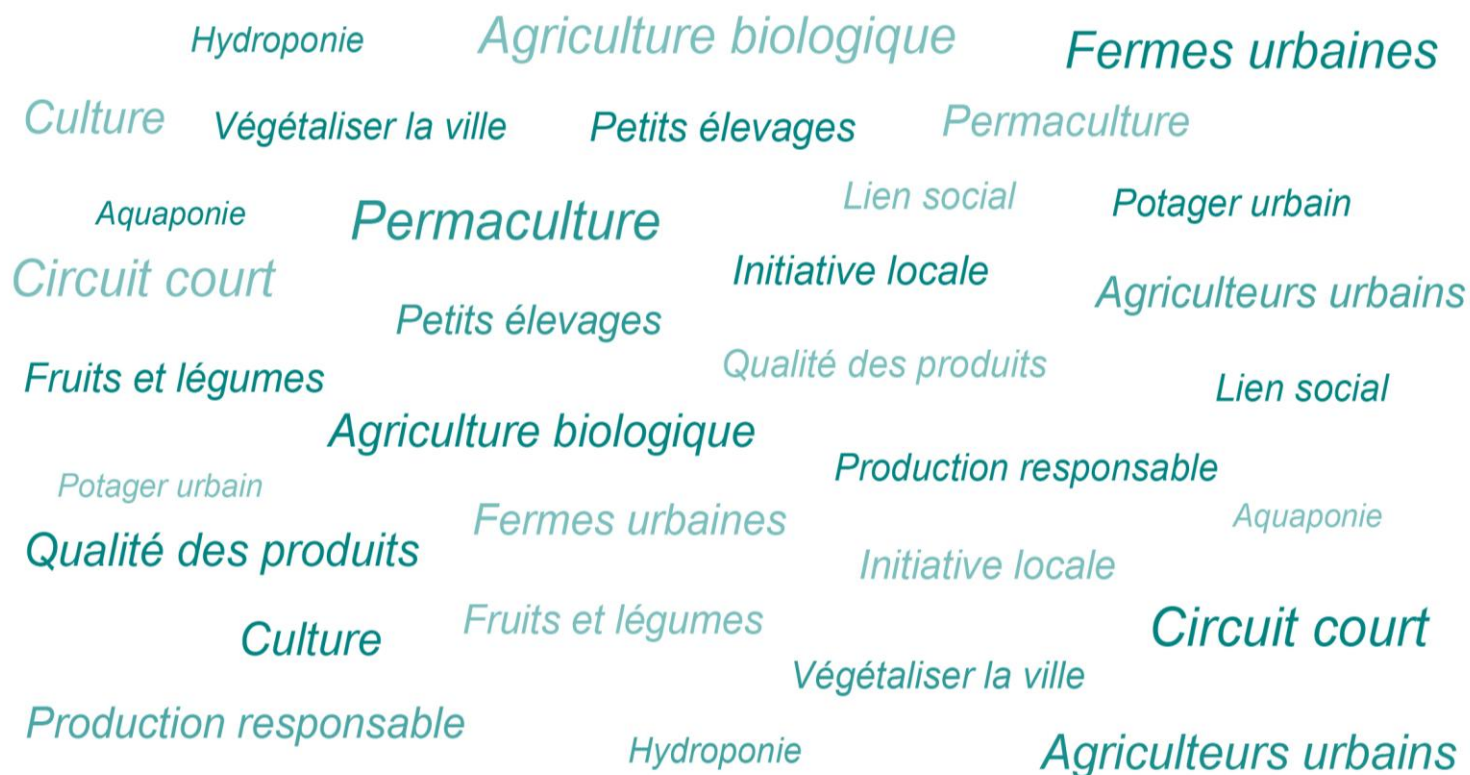 Hydroponie
Agriculture biologique
Fermes urbaines
Culture
Végétaliser la ville
Petits élevages
Permaculture
Aquaponie
Permaculture
Lien social
Potager urbain
Circuit court
Initiative locale
Agriculteurs urbains
Petits élevages
Fruits et légumes
Qualité des produits
Lien social
Agriculture biologique
Production responsable
Potager urbain
Fermes urbaines
Aquaponie
Qualité des produits
Initiative locale
Culture
Fruits et légumes
Circuit court
Végétaliser la ville
Production responsable
Hydroponie
Agriculteurs urbains